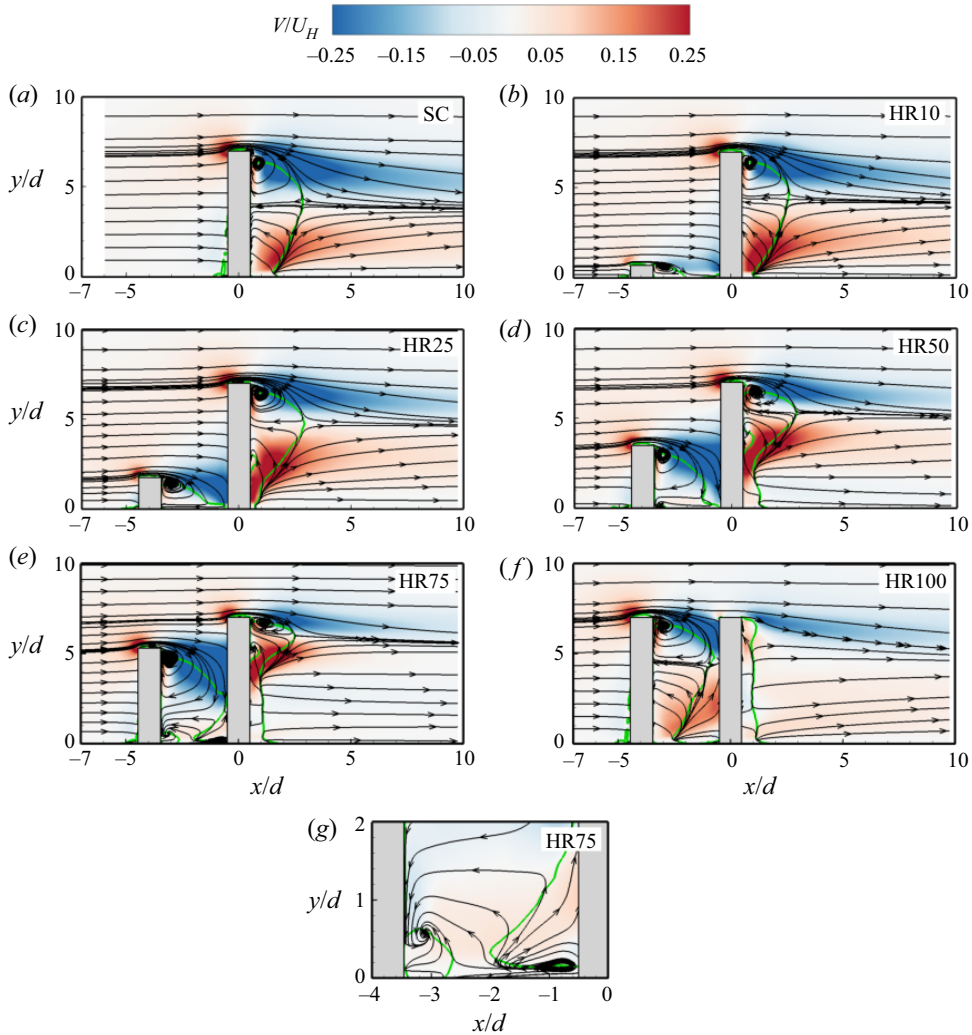 V/U_H
–0.25 –0.15 –0.05 0.05 0.15 0.25
(a) (b)
10 SC 10 HR10
y/d 5 5
0 0
–7 –5 0 5 10 –7 –5 0 5 10
(c) (d)
10 HR25 10 HR50
y/d 5 5
0 0
–7 –5 0 5 10 –7 –5 0 5 10
(e) (f)
10 HR75 10 HR100
y/d 5 5
0 0
–7 –5 0 5 10 –7 –5 0 5 10
x/d x/d
(g)
2 HR75
y/d 1
0
–4 –3 –2 –1 0
x/d